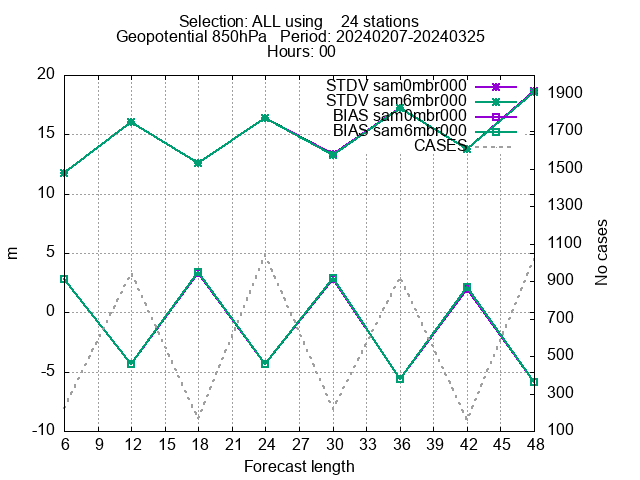 Selection: ALL using    24 stations
Geopotential 850hPa   Period: 20240207-20240325
Hours: 00
STDV sam0mbr000
STDV sam6mbr000
BIAS sam0mbr000
BIAS sam6mbr000
CASES
20
15
10
5
0
-5
-10
m
1900
1700
1500
1300
1100
900
700
500
300
100
No cases
6 9 12 15 18 21 24 27 30 33 36 39 42 45 48
Forecast length